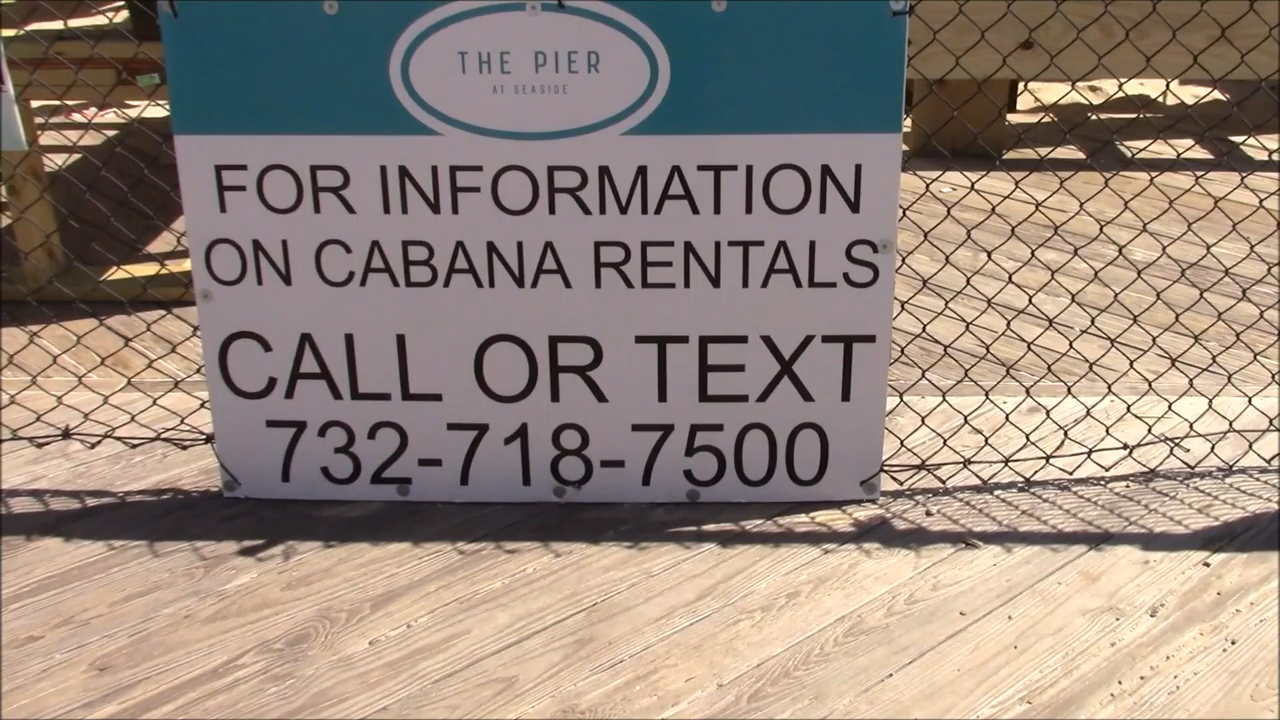 THE PIER
AT SEASIDE
FOR INFORMATION
ON CABANA RENTALS
CALL OR TEXT
732-718-7500